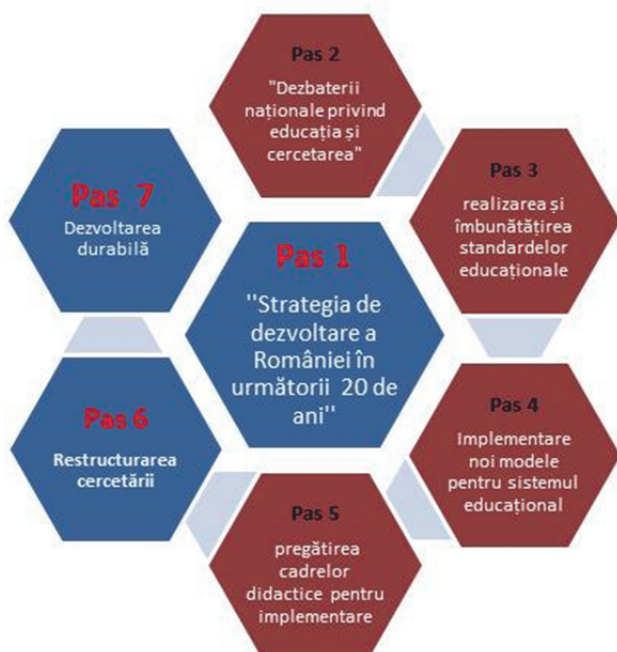 Pas 1
"Strategia de
dezvoltare a
României în
următorii 20 de
ani"
Pas 2
"Dezbaterii
naționale privind
educația și
cercetarea"
Pas 3
realizarea și
îmbunătățirea
standardelor
educaționale
Pas 4
Implementare
noi modele
pentru sistemul
educațional
Pas 5
pregătirea
cadrelor
didactice pentru
implementare
Pas 6
Restructurarea
cercetării
Pas 7
Dezvoltarea
durabilă